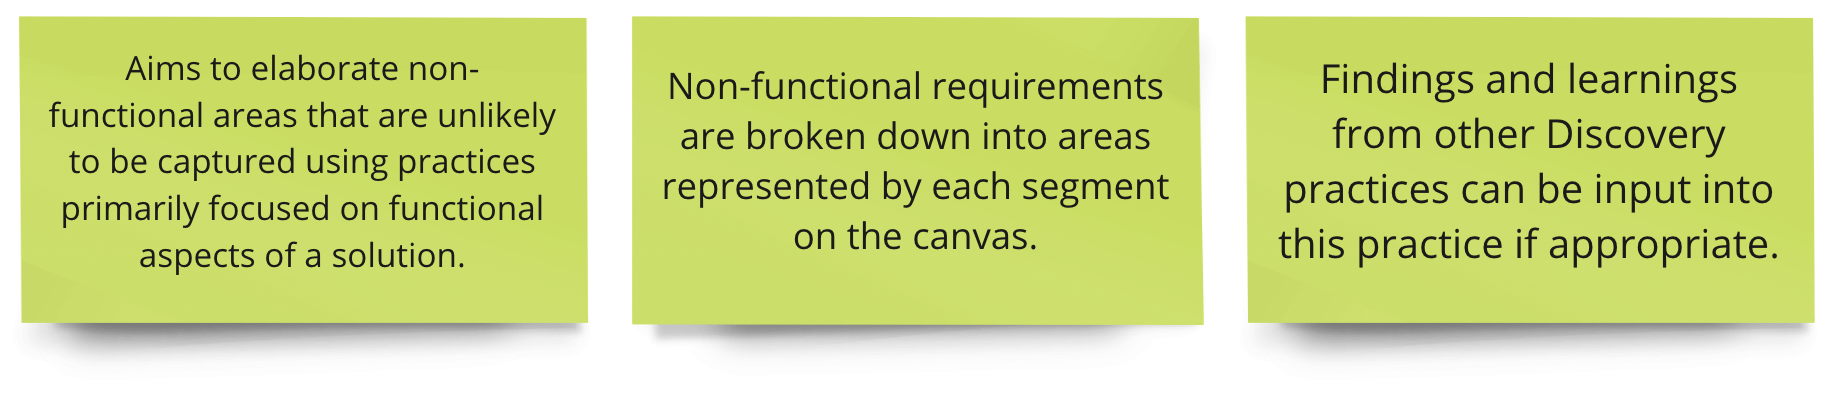 Aims to elaborate non-
functional areas that are unlikely
to be captured using practices
primarily focused on functional
aspects of a solution.
Non-functional requirements
are broken down into areas
represented by each segment
on the canvas.
Findings and learnings
from other Discovery
practices can be input into
this practice if appropriate.